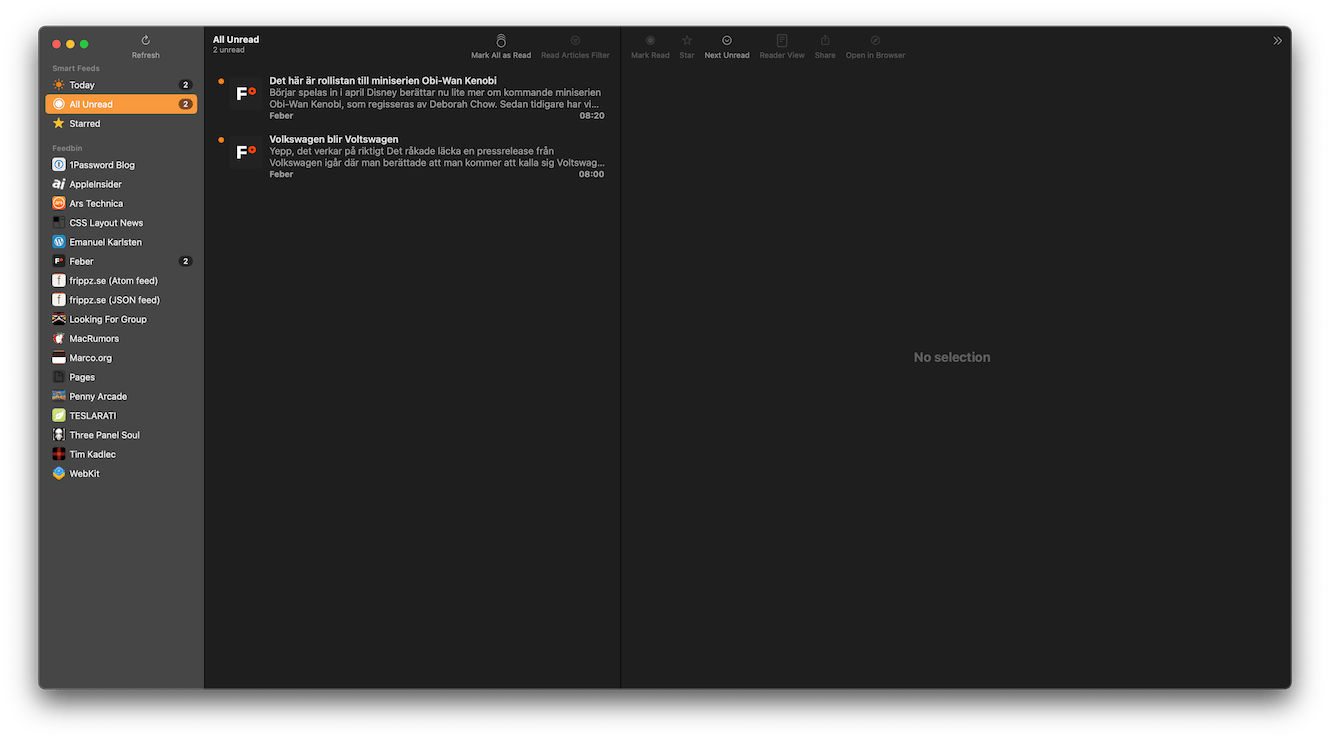 Refresh
Smart Feeds
Today 2
All Unread 2
Starred
Feedbin
1Password Blog
AppleInsider
Ars Technica
CSS Layout News
Emanuel Karlsten
Feber 2
frippz.se (Atom feed)
frippz.se (JSON feed)
Looking For Group
MacRumors
Marco.org
Pages
Penny Arcade
TESLARATI
Three Panel Soul
Tim Kadlec
WebKit
All Unread
2 unread
Mark All as Read Read Articles Filter
Det här är rollistan till miniserien Obi-Wan Kenobi
Börjar spelas in i april Disney berättar nu lite mer om kommande miniserien
Obi-Wan Kenobi, som regisseras av Deborah Chow. Sedan tidigare har vi...
Feber 08:20
Volkswagen blir Voltswagen
Yepp, det verkar på riktigt Det råkade läcka en pressrelease från
Volkswagen igår där man berättade att man kommer att kalla sig Voltswag...
Feber 08:00
Mark Read Star Next Unread Reader View Share Open in Browser
No selection